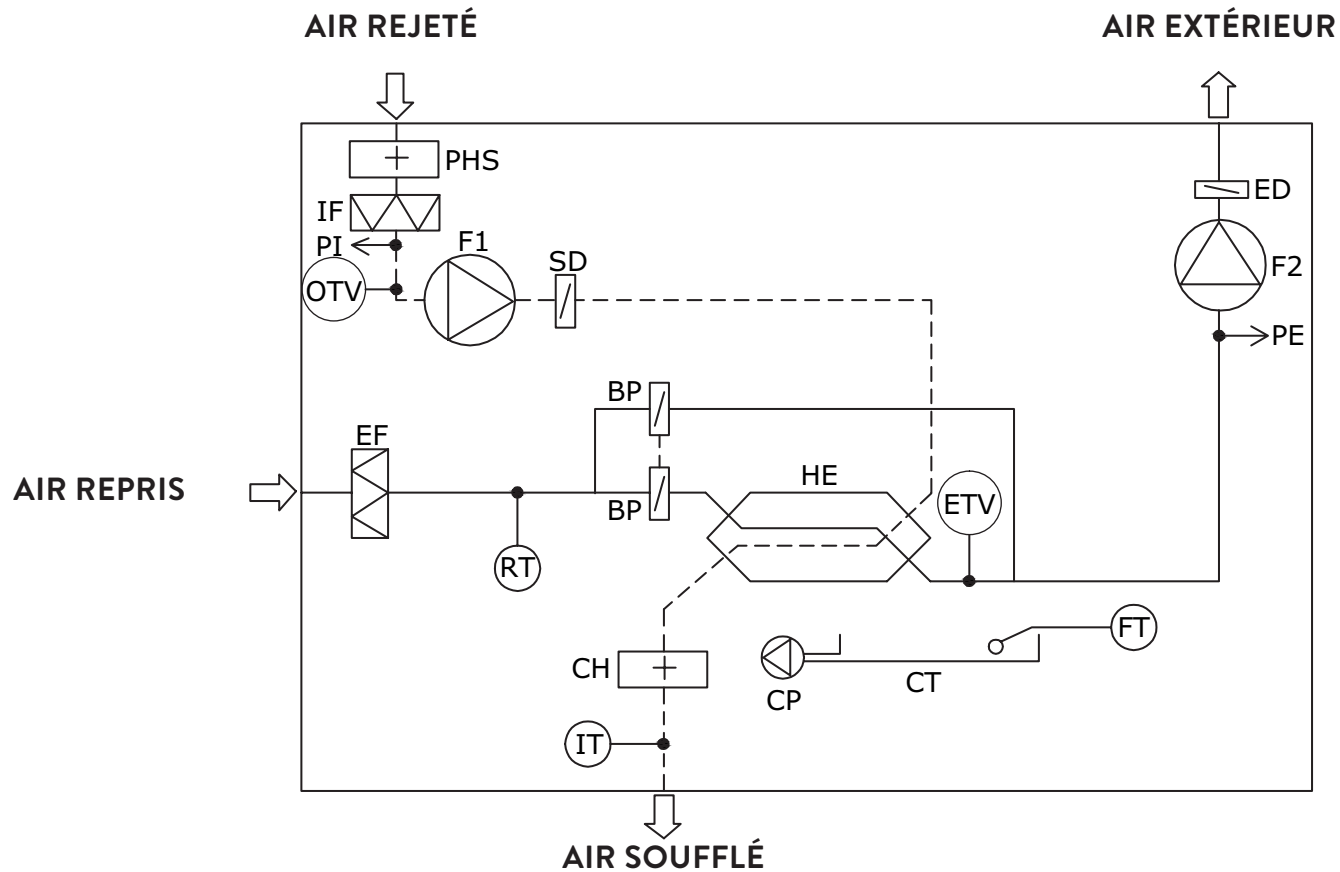 AIR REJETÉ
AIR EXTÉRIEUR
PHS
IF
PI
OTV
F1
SD
ED
F2
PE
BP
EF
HE
AIR REPRIS
BP
ETV
RT
FT
CH
CP
CT
IT
AIR SOUFFLÉ